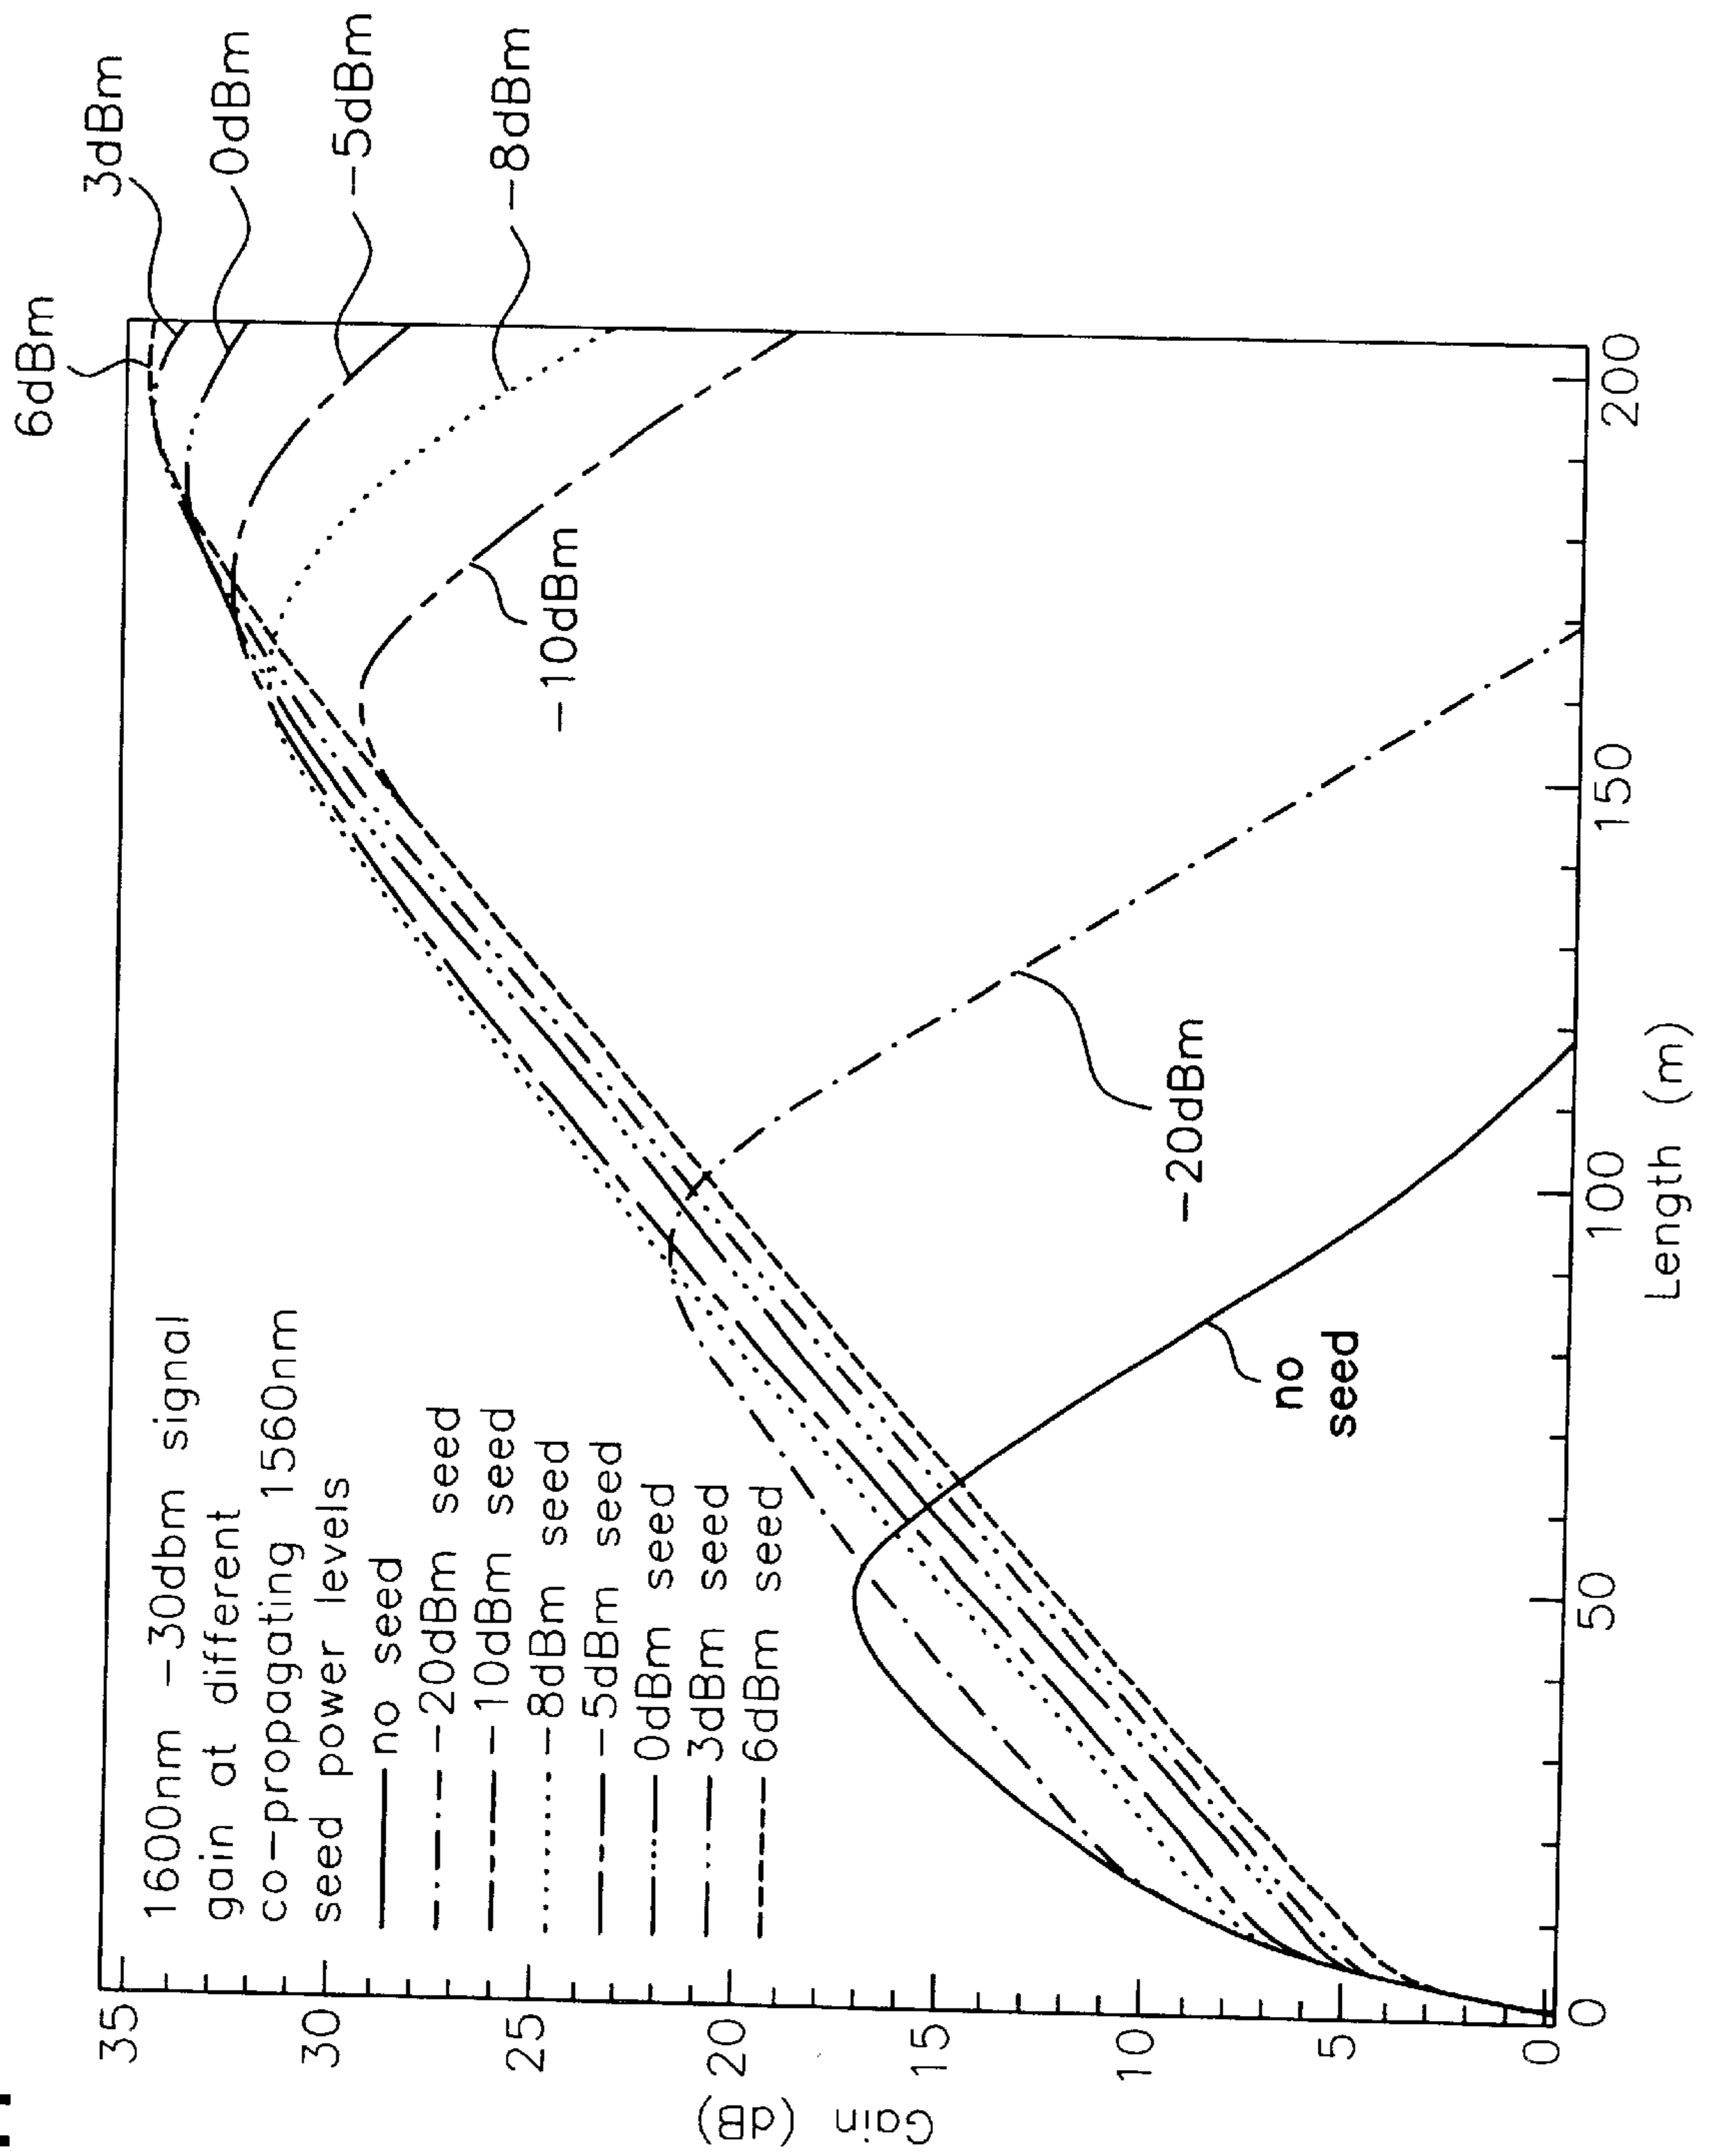 1600nm -30dbm signal
gain at different
co-propagating 1560nm
seed power levels
no seed
-20dBm seed
-10dBm seed
-8dBm seed
-5dBm seed
0dBm seed
3dBm seed
6dBm seed
6dBm
3dBm
0dBm
-5dBm
-8dBm
-10dBm
-20dBm
no
seed
35
30
25
20
15
10
5
0
Gain
(dB)
0
50
100
150
200
Length (m)